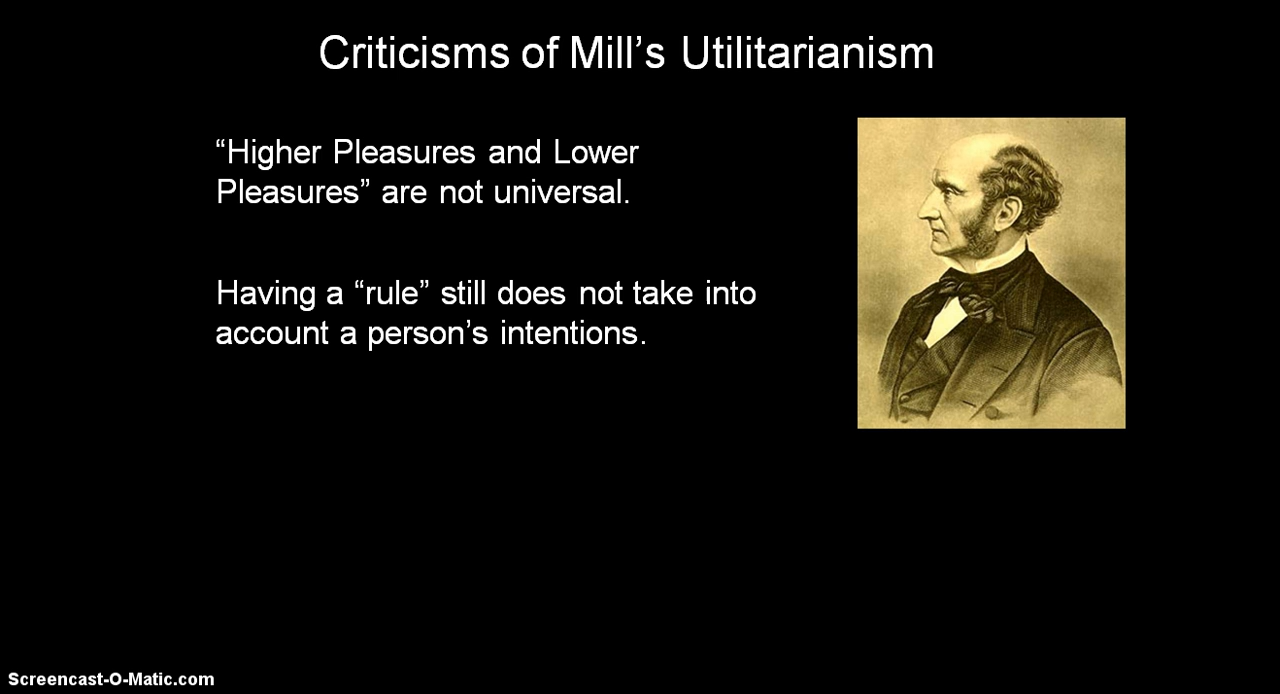 Criticisms of Mill’s Utilitarianism
“Higher Pleasures and Lower
Pleasures” are not universal.
Having a “rule” still does not take into
account a person’s intentions.
Screencast-O-Matic.com